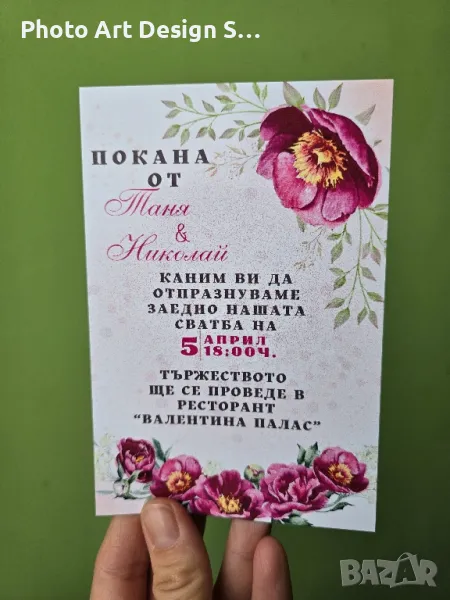 Photo Art Design S...
ПОКАНА
ОТ
Таня
&
Николай
КАНИМ ВИ ДА
ОТПРАЗНУВАМЕ
ЗАЕДНО НАШАТА
СВАТБА НА
5 АПРИЛ
18:00Ч.
ТЪРЖЕСТВОТО
ЩЕ СЕ ПРОВЕДЕ В
РЕСТОРАНТ
"ВАЛЕНТИНА ПАЛАС"
BAZAR